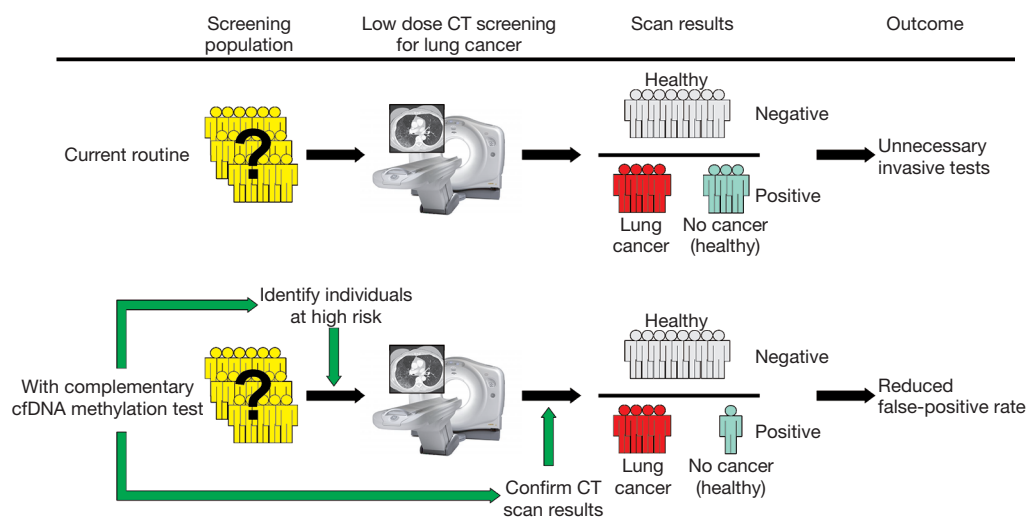 Screening
population
Low dose CT screening
for lung cancer
Scan results
Outcome
Current routine
?
Healthy
Negative
Positive
Lung
cancer
No cancer
(healthy)
Unnecessary
invasive tests
Identify individuals
at high risk
With complementary
cfDNA methylation test
?
Healthy
Negative
Positive
Lung
cancer
No cancer
(healthy)
Confirm CT
scan results
Reduced
false-positive rate